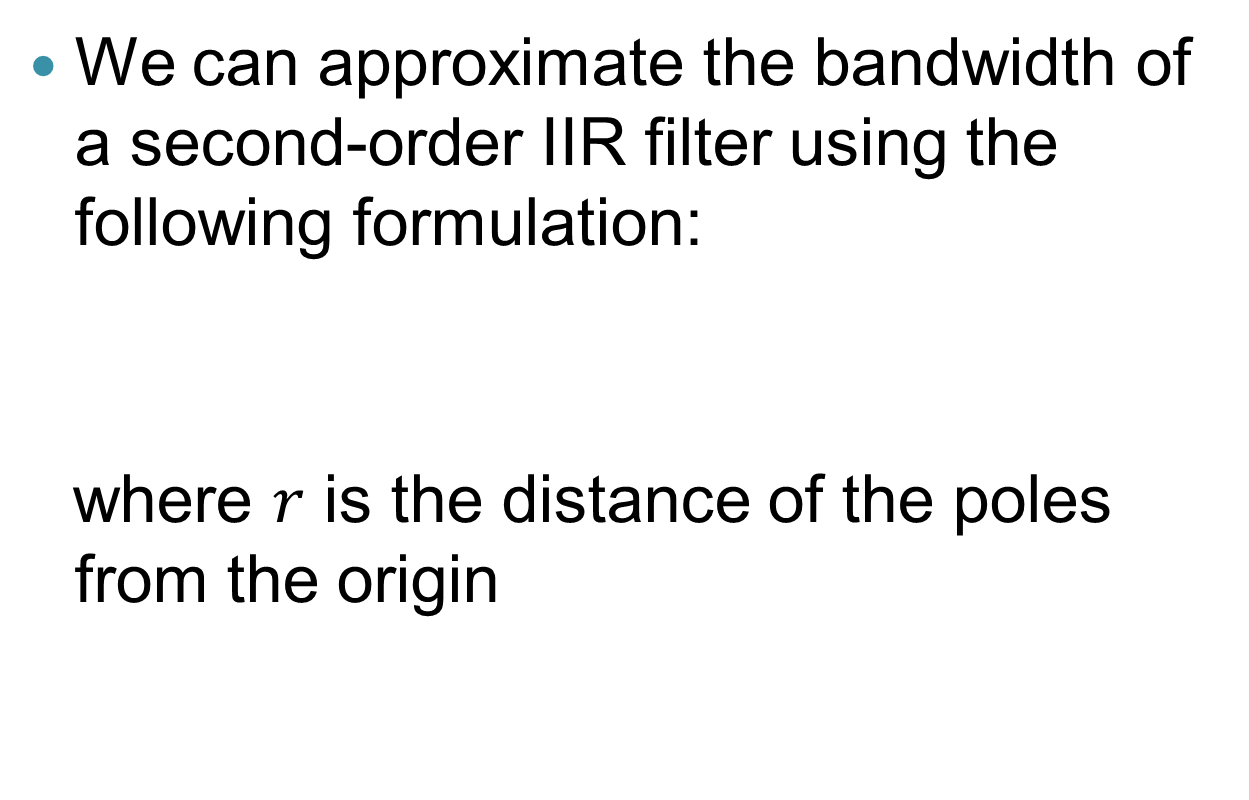 • We can approximate the bandwidth of
a second-order IIR filter using the
following formulation:
where 𝑟 is the distance of the poles
from the origin